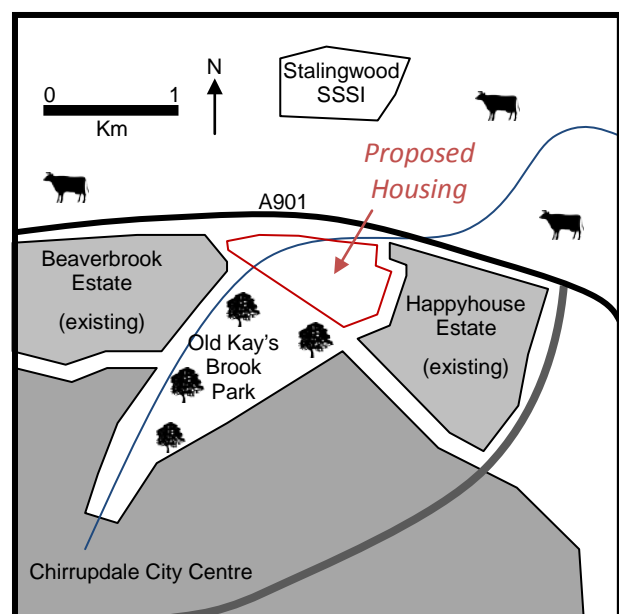 Stalingwood
SSSI
0 1
Km
N
Proposed
Housing
A901
Beaverbrook
Estate
(existing)
Happyhouse
Estate
(existing)
Old Kay's
Brook
Park
Chirrupdale City Centre